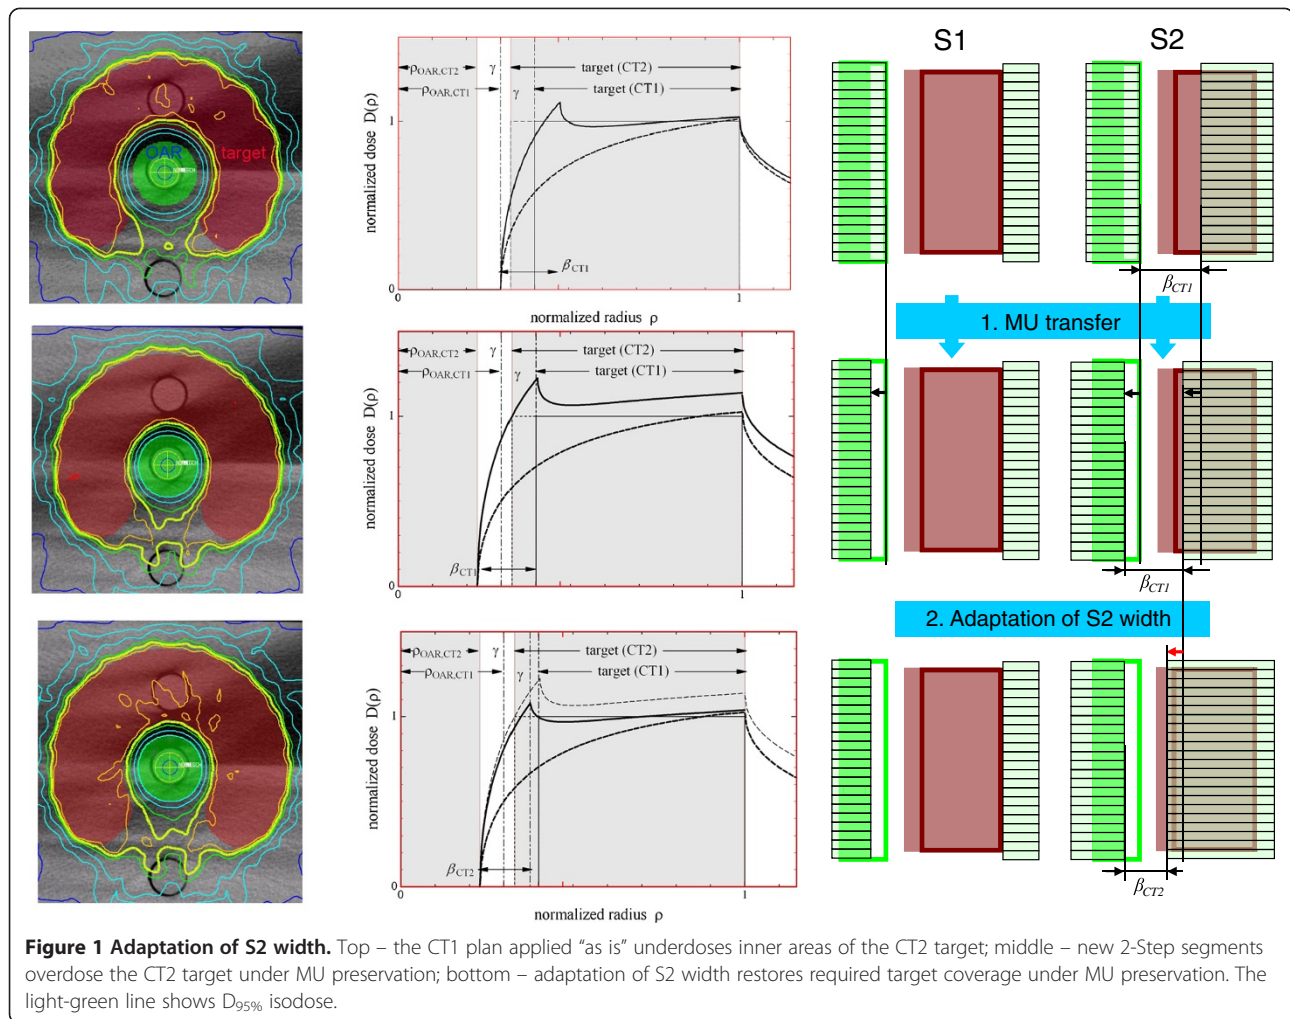 OAR
target
ρOAR,CT2
γ
target (CT2)
ρOAR,CT1
γ
target (CT1)
normalized dose D(ρ)
1
0
βCT1
0
1
normalized radius ρ
S1
S2
βCT1
1. MU transfer
ρOAR,CT2
γ
target (CT2)
ρOAR,CT1
γ
target (CT1)
normalized dose D(ρ)
1
0
βCT1
0
1
normalized radius ρ
βCT1
2. Adaptation of S2 width
ρOAR,CT2
γ
target (CT2)
ρOAR,CT1
γ
target (CT1)
normalized dose D(ρ)
1
0
βCT2
0
1
normalized radius ρ
βCT2
Figure 1 Adaptation of S2 width. Top – the CT1 plan applied “as is” underdoses inner areas of the CT2 target; middle – new 2-Step segments
overdose the CT2 target under MU preservation; bottom – adaptation of S2 width restores required target coverage under MU preservation. The
light-green line shows D95% isodose.